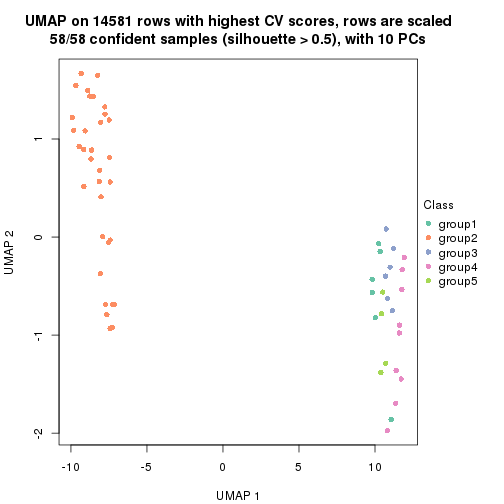 UMAP on 14581 rows with highest CV scores, rows are scaled
58/58 confident samples (silhouette > 0.5), with 10 PCs
UMAP 2
1
0
-1
-2
-10
-5
0
5
10
UMAP 1
Class
group1
group2
group3
group4
group5